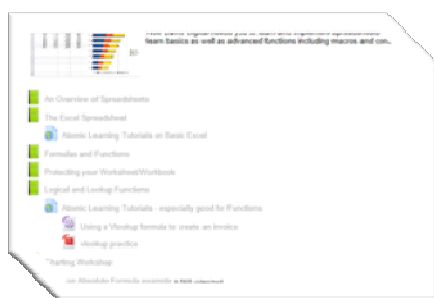 learn basics as well as advanced functions including macros and con..
An Overview of Spreadsheets
The Excel Spreadsheet
Atomic Learning Tutorials on Basic Excel
Formulas and Functions
Protecting your Worksheet/Workbook
Logical and Lookup Functions
Atomic Learning Tutorials - especially good for Functions
Using a Vlookup formula to create an Invoice
vlookup practice
Charting Workshop
an Absolute Formula example